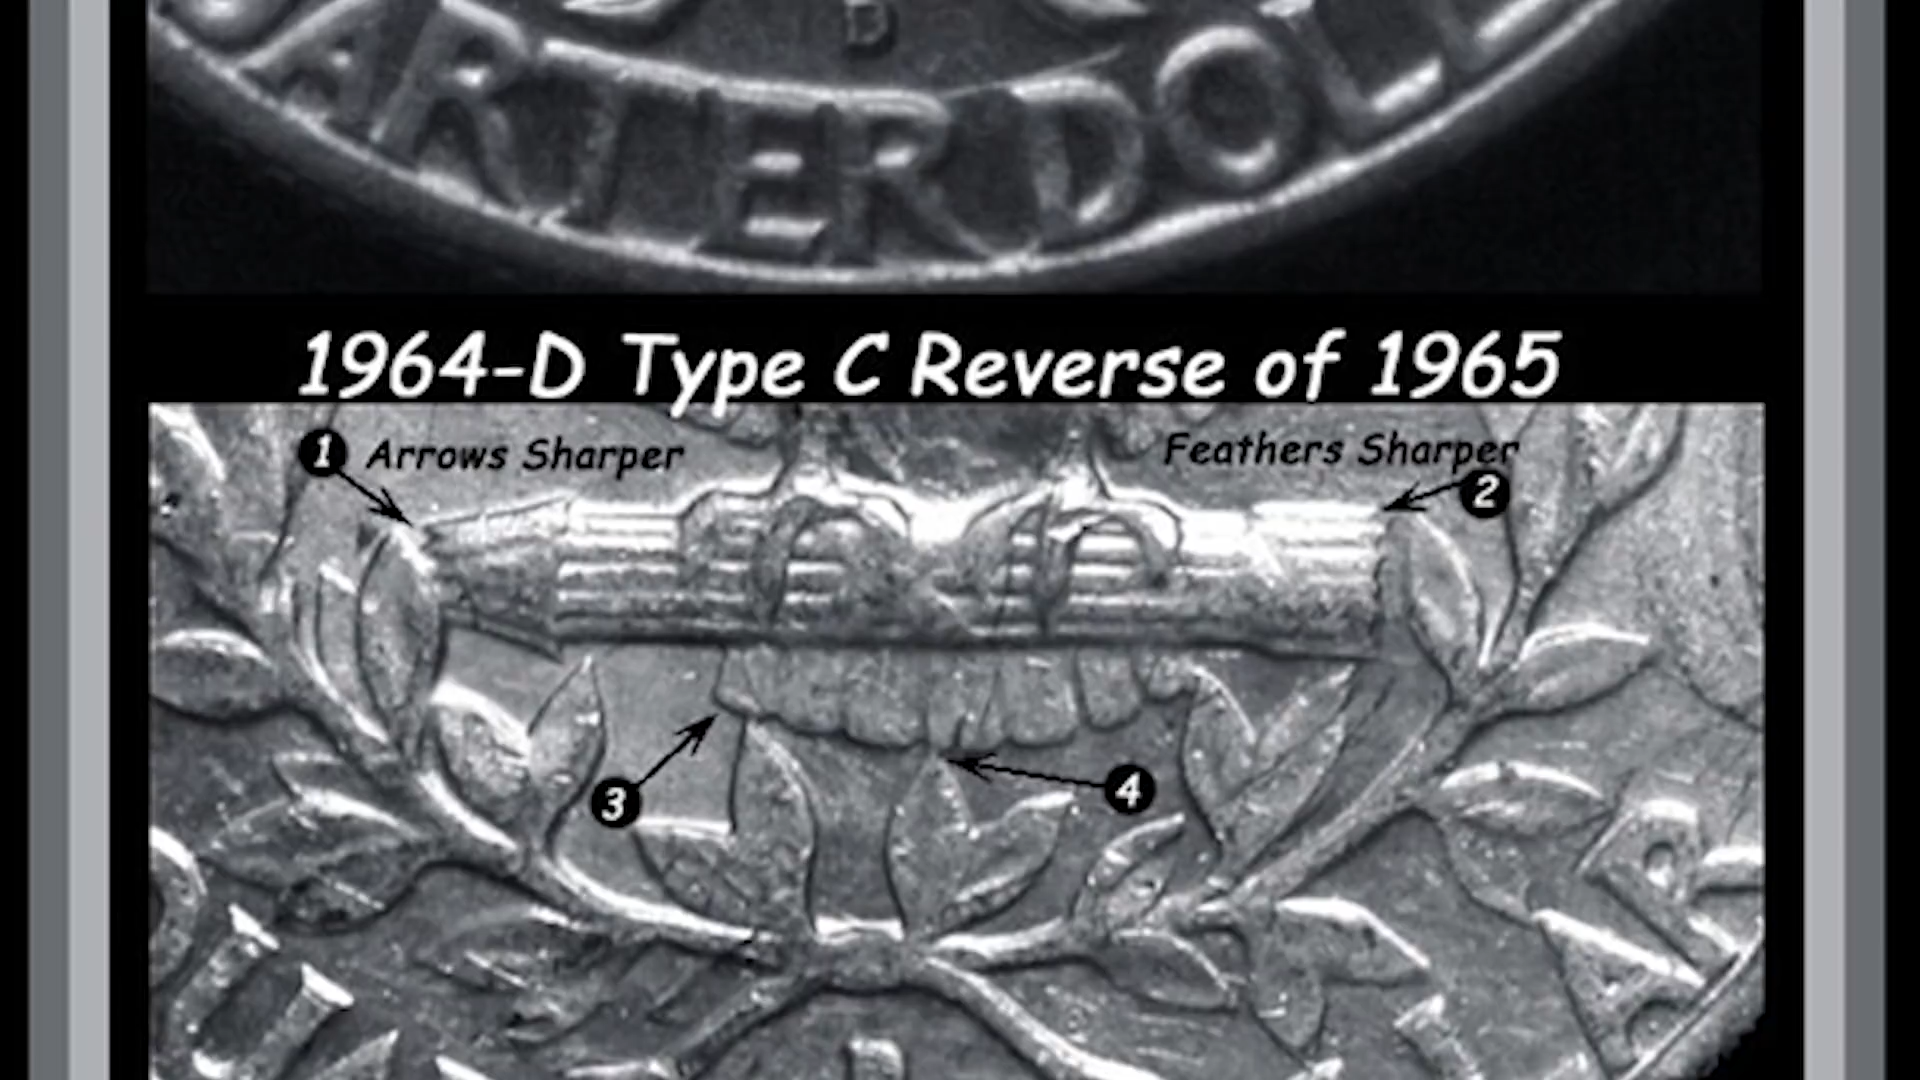 D
ARTER DOL
1964-D Type C Reverse of 1965
1 Arrows Sharper
Feathers Sharper
2
3
4